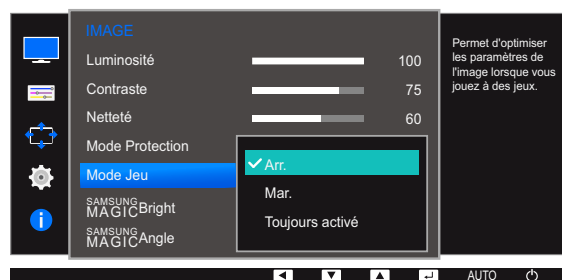 IMAGE
Luminosité 100
Contraste 75
Netteté 60
Mode Protection
Mode Jeu
SAMSUNG
MAGICBright
SAMSUNG
MAGICAngle
Arr.
Mar.
Toujours activé
Permet d'optimiser
les paramètres de
l'image lorsque vous
jouez à des jeux.
AUTO